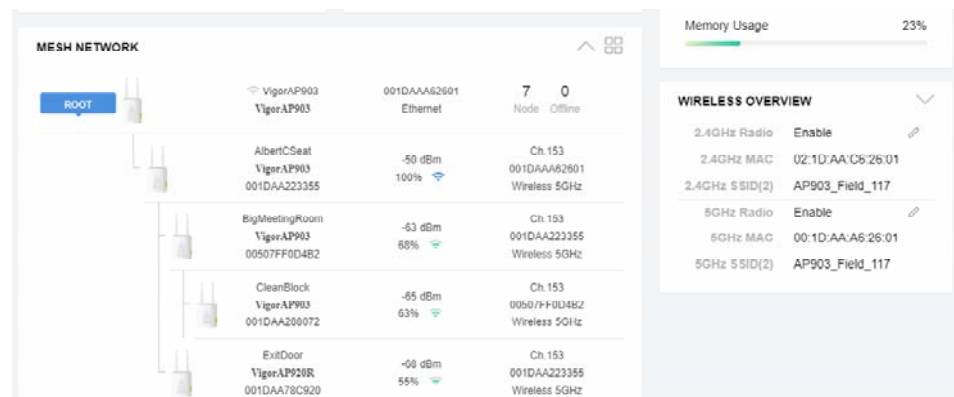 MESH NETWORK
ROOT
VigorAP903
VigorAP903
001DAAA62601
Ethernet
7 0
Node Offline
AlbertCSeat
VigorAP903
001DAA223355
-50 dBm
100%
Ch.153
001DAAA62601
Wireless 5GHz
BigMeetingRoom
VigorAP903
00507FF0D4B2
-63 dBm
68%
Ch.153
001DAA223355
Wireless 5GHz
CleanBlock
VigorAP903
001DAA200072
-65 dBm
63%
Ch.153
00507FF0D4B2
Wireless 5GHz
ExitDoor
VigorAP920R
001DAA78C920
-68 dBm
55%
Ch.153
001DAA223355
Wireless 5GHz
Memory Usage 23%
WIRELESS OVERVIEW
2.4GHz Radio Enable
2.4GHz MAC 02:1D:AA:C6:26:01
2.4GHz SSID(2) AP903_Field_117
5GHz Radio Enable
5GHz MAC 00:1D:AA:A6:26:01
5GHz SSID(2) AP903_Field_117